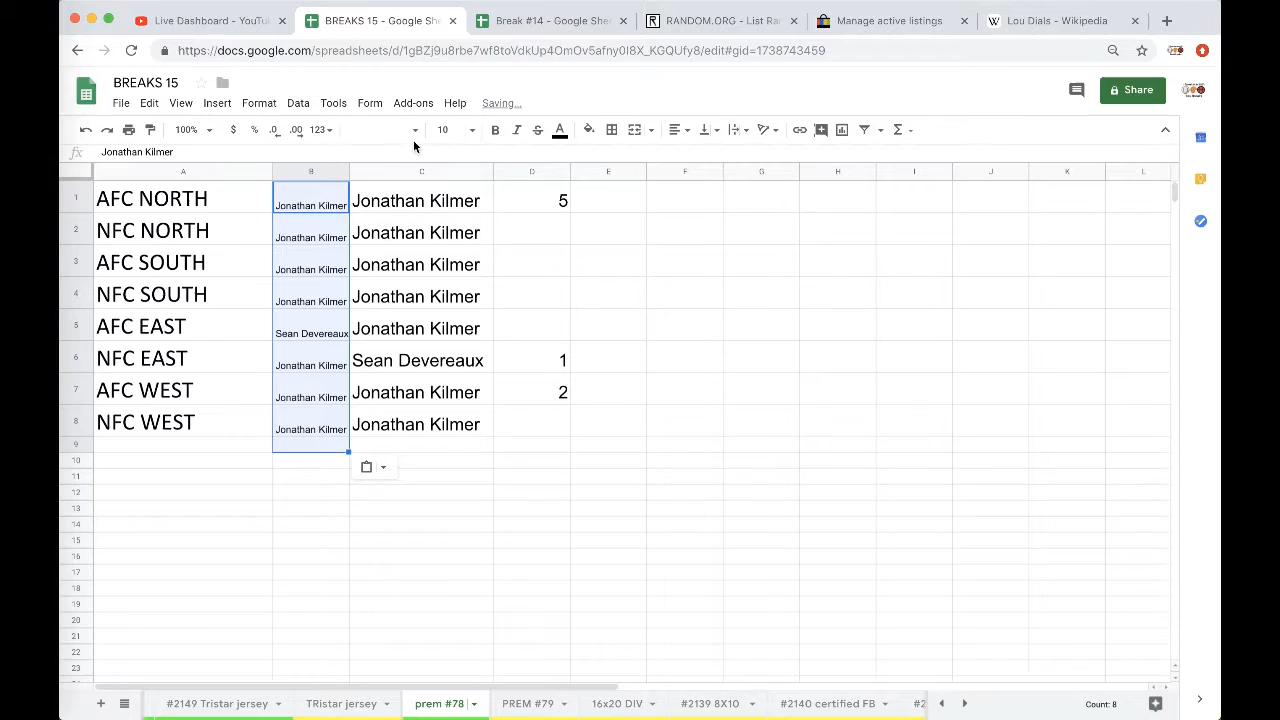 Live Dashboard - YouTu
BREAKS 15 - Google She
Break #14 - Google Shee
RANDOM.ORG - List Ra
Manage active listings
Lou Dials - Wikipedia
https://docs.google.com/spreadsheets/d/1gBZj9u8rbe7wf8toVdkUp4OmOv5afny0I8X_KGQUfy8/edit#gid=1738743459
BREAKS 15
File Edit View Insert Format Data Tools Form Add-ons Help Saving...
Share
100% $ % .0 .00 123 10 B I S A
fx Jonathan Kilmer
A B C D E F G H I J K L
1 AFC NORTH Jonathan Kilmer Jonathan Kilmer 5
2 NFC NORTH Jonathan Kilmer Jonathan Kilmer
3 AFC SOUTH Jonathan Kilmer Jonathan Kilmer
4 NFC SOUTH Jonathan Kilmer Jonathan Kilmer
5 AFC EAST Sean Devereaux Jonathan Kilmer
6 NFC EAST Jonathan Kilmer Sean Devereaux 1
7 AFC WEST Jonathan Kilmer Jonathan Kilmer 2
8 NFC WEST Jonathan Kilmer Jonathan Kilmer
9
10
11
12
13
14
15
16
17
18
19
20
21
22
23
#2149 Tristar jersey TRistar jersey prem #78 PREM #79 16x20 DIV #2139 8X10 #2140 certified FB #2 Count: 8